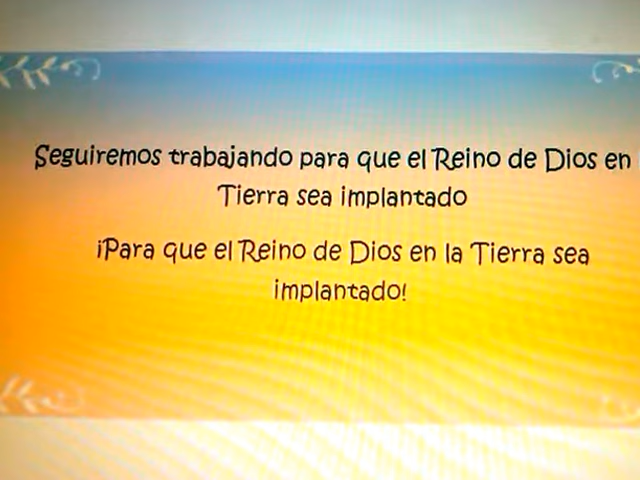 Seguiremos trabajando para que el Reino de Dios en
Tierra sea implantado
¡Para que el Reino de Dios en la Tierra sea
implantado!